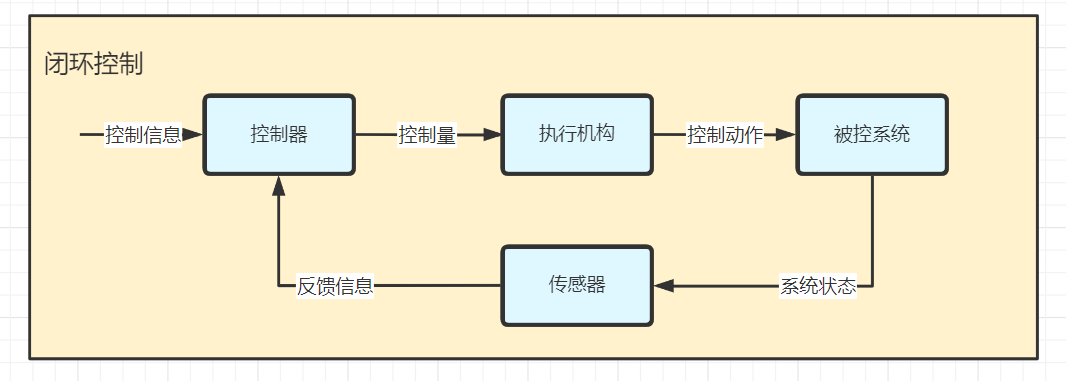 闭环控制
控制信息
控制器
控制量
执行机构
控制动作
被控系统
反馈信息
传感器
系统状态